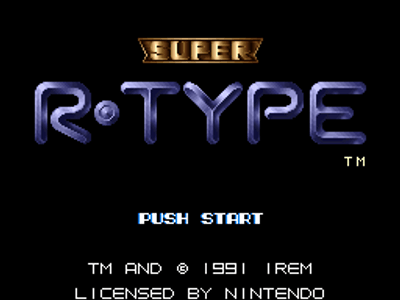 SUPER
R•TYPE
TM
PUSH START
TM AND © 1991 IREM
LICENSED BY NINTENDO